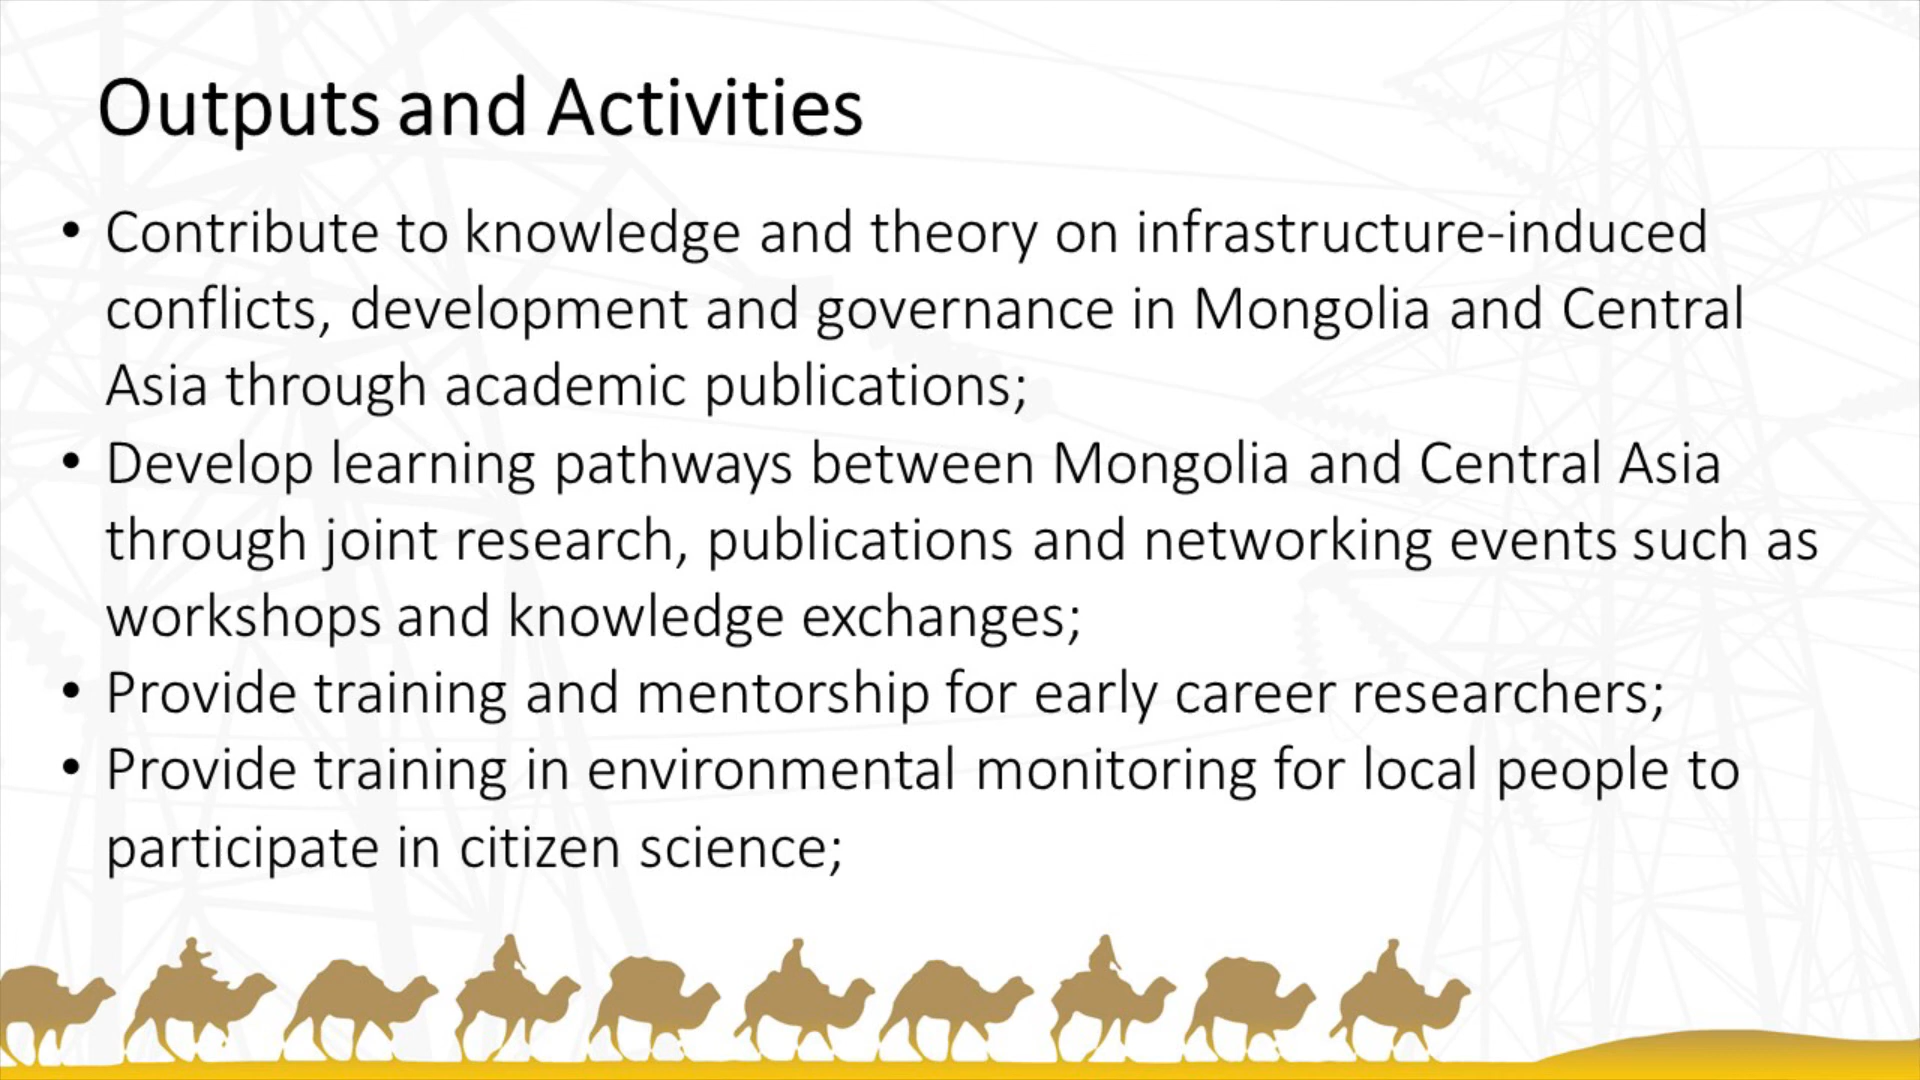 Outputs and Activities
• Contribute to knowledge and theory on infrastructure-induced
conflicts, development and governance in Mongolia and Central
Asia through academic publications;
• Develop learning pathways between Mongolia and Central Asia
through joint research, publications and networking events such as
workshops and knowledge exchanges;
• Provide training and mentorship for early career researchers;
• Provide training in environmental monitoring for local people to
participate in citizen science;